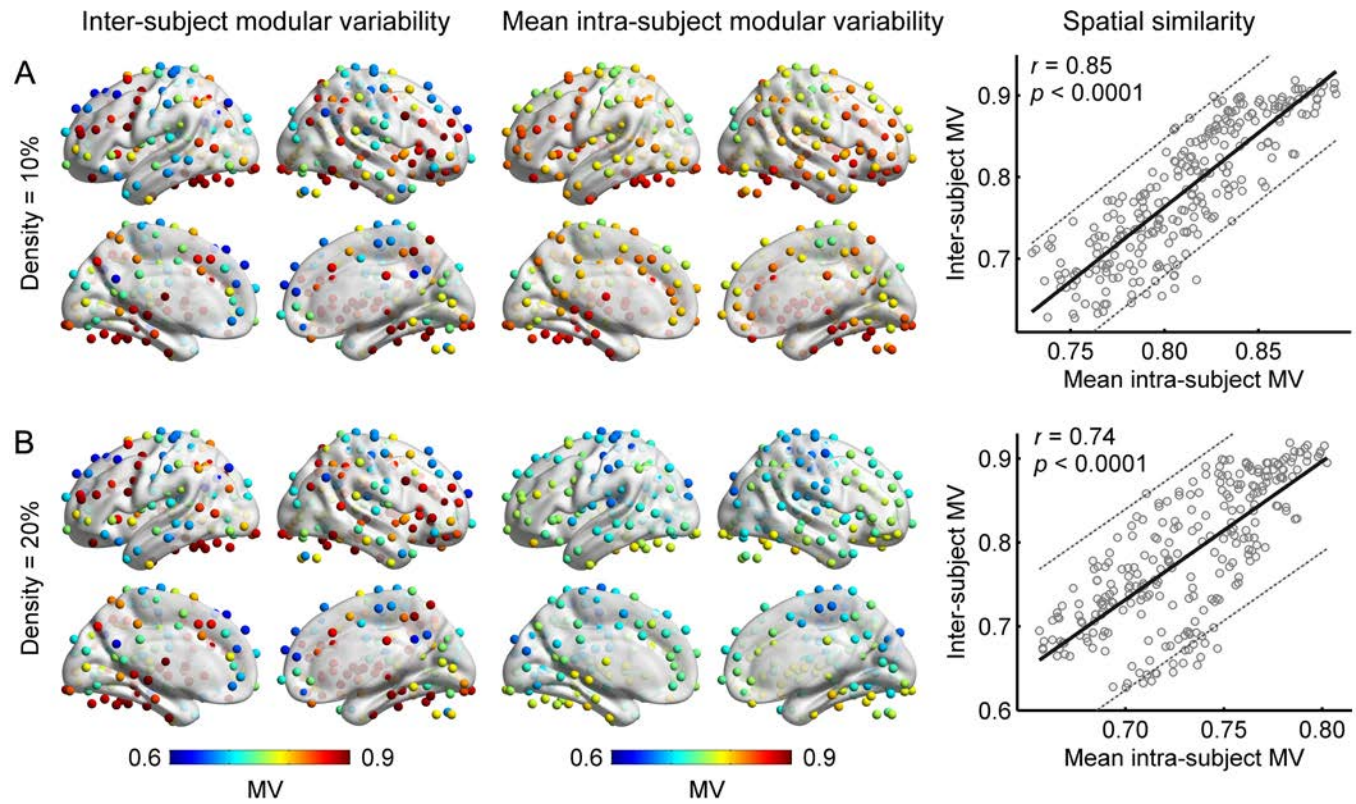 Inter-subject modular variability
Mean intra-subject modular variability
Spatial similarity
A
Density = 10%
r = 0.85
p < 0.0001
Inter-subject MV
0.9
0.8
0.7
0.75
0.80
0.85
Mean intra-subject MV
B
Density = 20%
r = 0.74
p < 0.0001
Inter-subject MV
0.9
0.8
0.7
0.6
0.70
0.75
0.80
Mean intra-subject MV
0.6
0.9
MV
0.6
0.9
MV